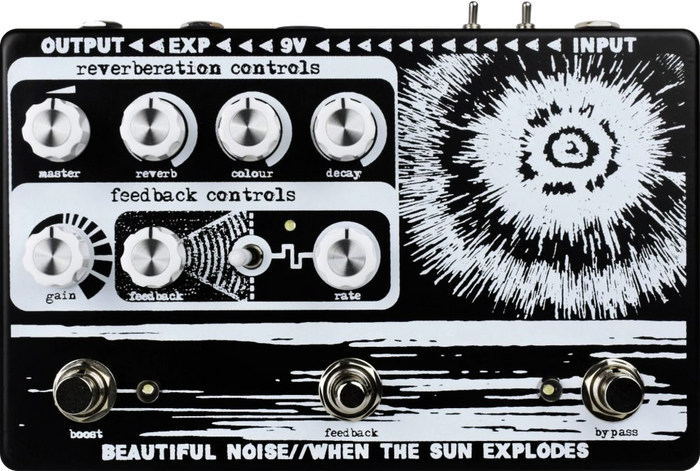 OUTPUT EXP 9V INPUT
reverberation controls
master reverb colour decay
feedback controls
gain feedback rate
boost feedback bypass
BEAUTIFUL NOISE//WHEN THE SUN EXPLODES